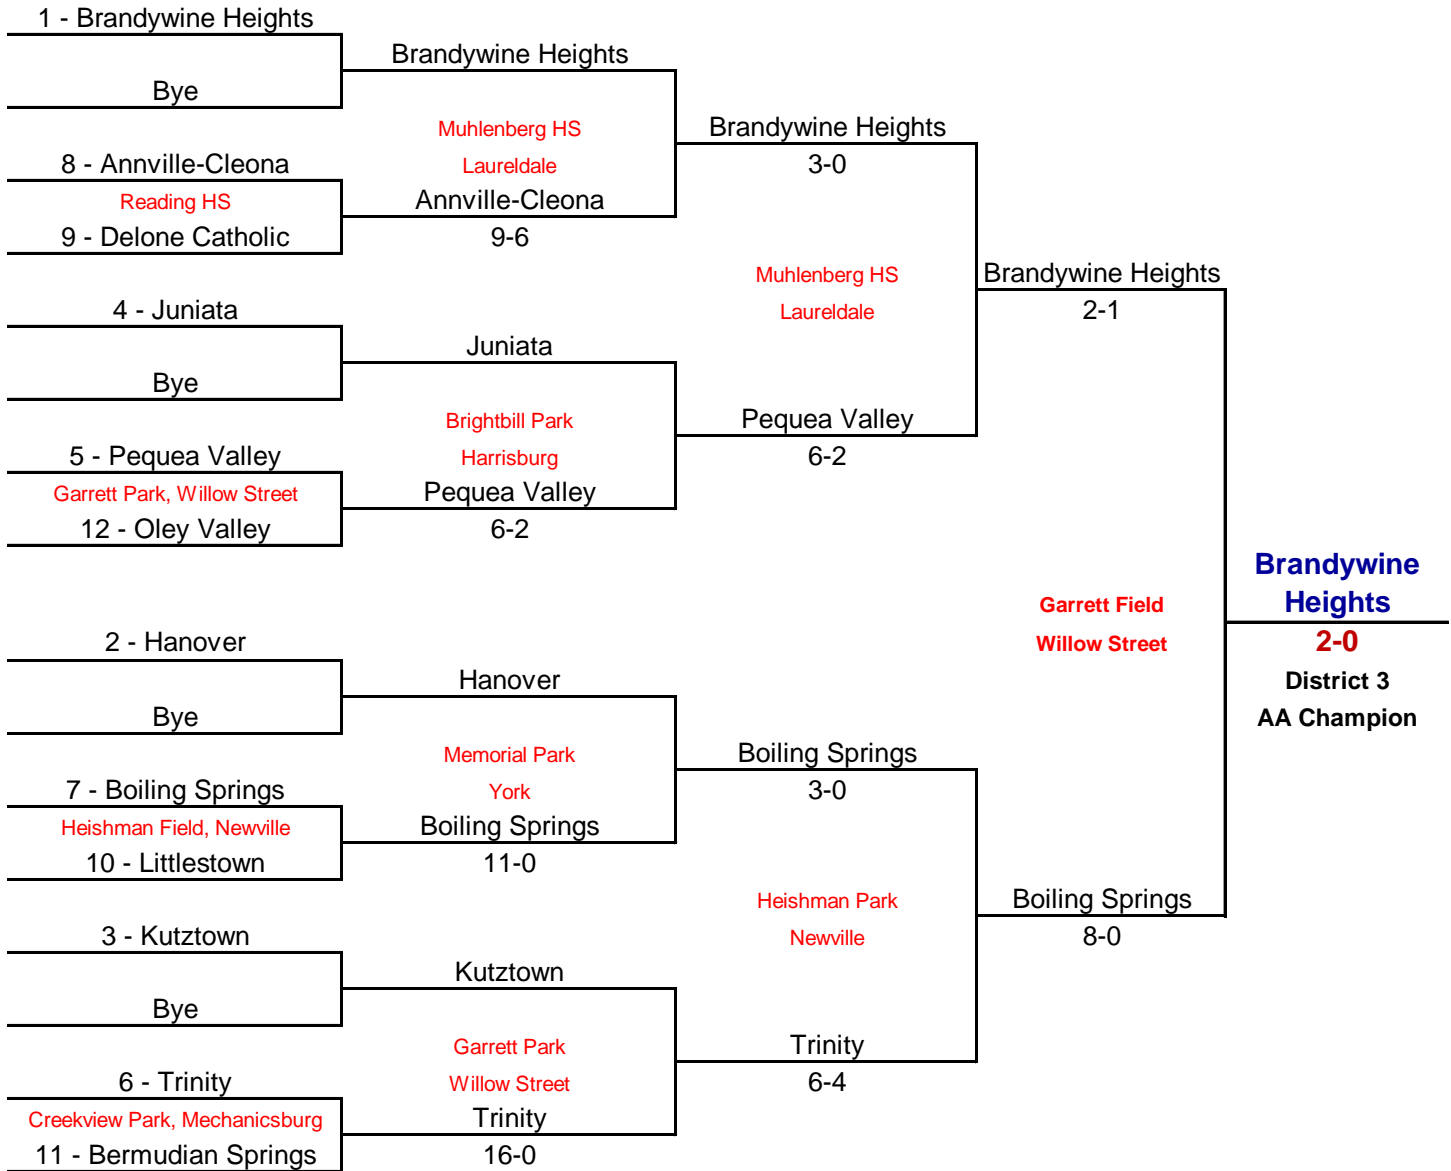 1 - Brandywine Heights
Bye
8 - Annville-Cleona
Reading HS
9 - Delone Catholic
4 - Juniata
Bye
5 - Pequea Valley
Garrett Park, Willow Street
12 - Oley Valley
2 - Hanover
Bye
7 - Boiling Springs
Heishman Field, Newville
10 - Littlestown
3 - Kutztown
Bye
6 - Trinity
Creekview Park, Mechanicsburg
11 - Bermudian Springs
Brandywine Heights
Muhlenberg HS
Laureldale
Annville-Cleona
9-6
Juniata
Brightbill Park
Harrisburg
Pequea Valley
6-2
Hanover
Memorial Park
York
Boiling Springs
11-0
Kutztown
Garrett Park
Willow Street
Trinity
16-0
Brandywine Heights
3-0
Muhlenberg HS
Laureldale
Pequea Valley
6-2
Boiling Springs
3-0
Heishman Park
Newville
Trinity
6-4
Brandywine Heights
2-1
Garrett Field
Willow Street
Boiling Springs
8-0
Brandywine
Heights
2-0
District 3
AA Champion